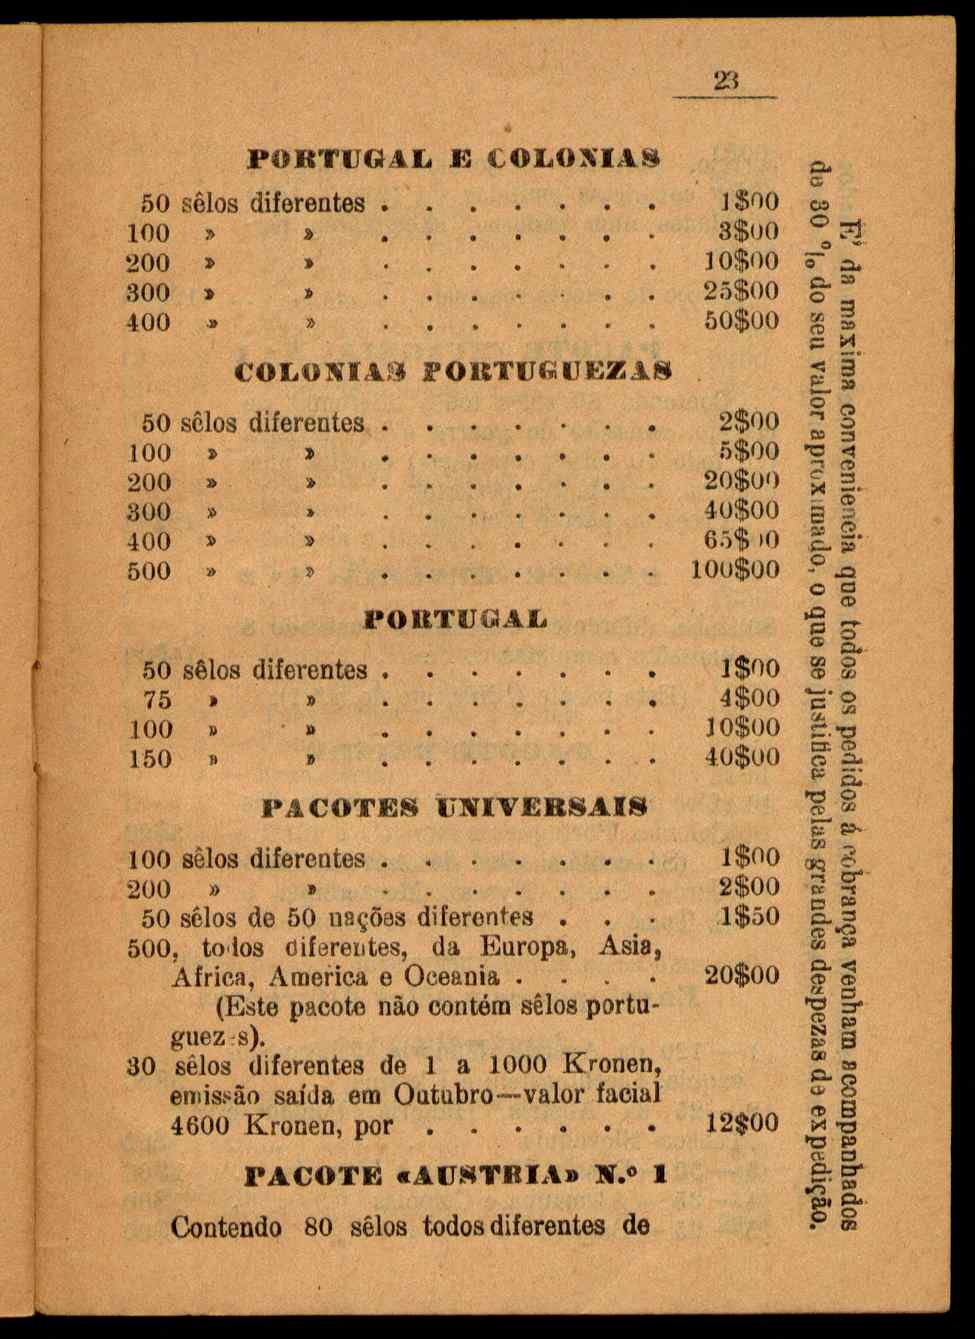 23
PORTUGAL E COLONIAS
50 sêlos diferentes . . . . . . . 1$00
100 » » . . . . . . . 3$00
200 » » . . . . . . . 10$00
300 » » . . . . . . . 25$00
400 » » . . . . . . . 50$00
COLONIAS PORTUGUEZAS
50 sêlos diferentes . . . . . . . 2$00
100 » » . . . . . . . 5$00
200 » » . . . . . . . 20$00
300 » » . . . . . . . 40$00
400 » » . . . . . . . 65$00
500 » » . . . . . . . 100$00
PORTUGAL
50 sêlos diferentes . . . . . . . 1$00
75 » » . . . . . . . 4$00
100 » » . . . . . . . 10$00
150 » » . . . . . . . 40$00
PACOTES UNIVERSAIS
100 sêlos diferentes . . . . . . . 1$00
200 » » . . . . . . . 2$00
50 sêlos de 50 nações diferentes . . . 1$50
500, todos diferentes, da Europa, Asia,
Africa, America e Oceania . . . . 20$00
(Este pacote não contém sêlos portu-
guezes).
30 sêlos diferentes de 1 a 1000 Kronen,
emissão saída em Outubro—valor facial
4600 Kronen, por . . . . . . 12$00
PACOTE «AUSTRIA» N.º 1
Contendo 80 sêlos todos diferentes de
E' da maxima conveniencia que todos os pedidos á cobrança venham acompanhados
de 30 % do seu valor aproximado, o que se justifica pelas grandes despezas de expedição.